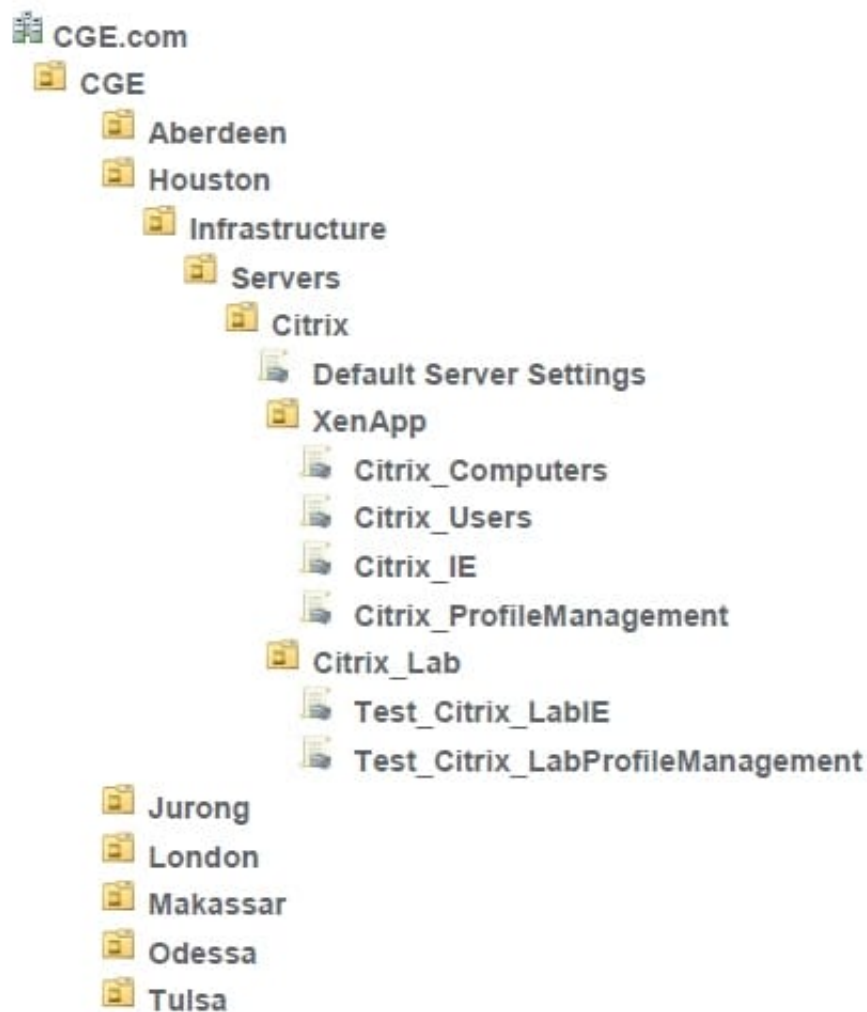 CGE.com
CGE
Aberdeen
Houston
Infrastructure
Servers
Citrix
Default Server Settings
XenApp
Citrix_Computers
Citrix_Users
Citrix_IE
Citrix_ProfileManagement
Citrix_Lab
Test_Citrix_LabIE
Test_Citrix_LabProfileManagement
Jurong
London
Makassar
Odessa
Tulsa